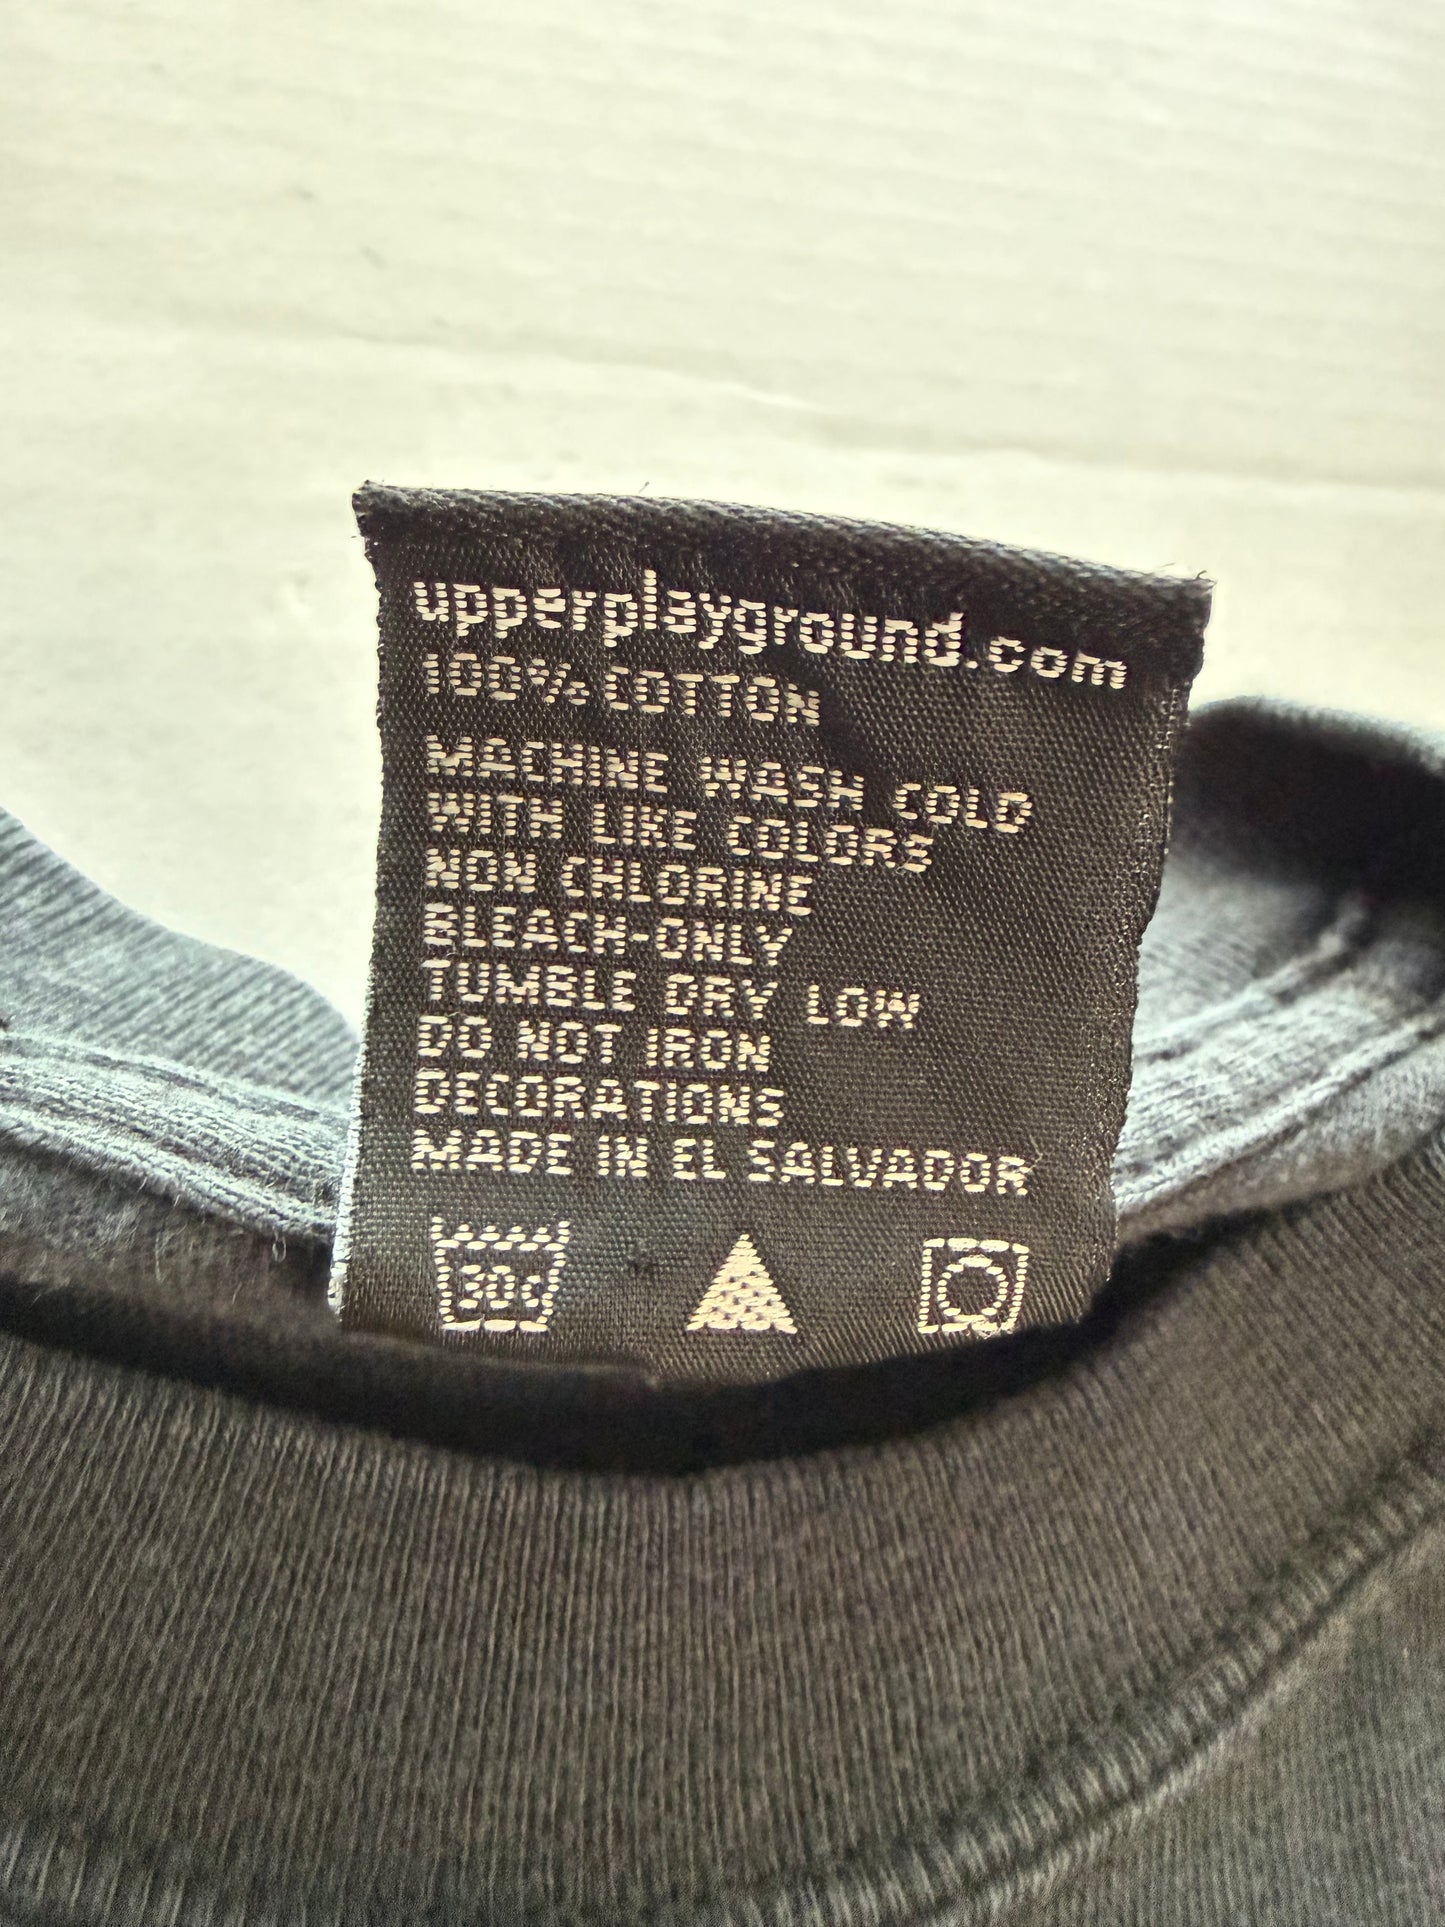 upperplayground.com
100% COTTON
MACHINE WASH COLD
WITH LIKE COLORS
NON CHLORINE
BLEACH-ONLY
TUMBLE DRY LOW
DO NOT IRON
DECORATIONS
MADE IN EL SALVADOR
30c